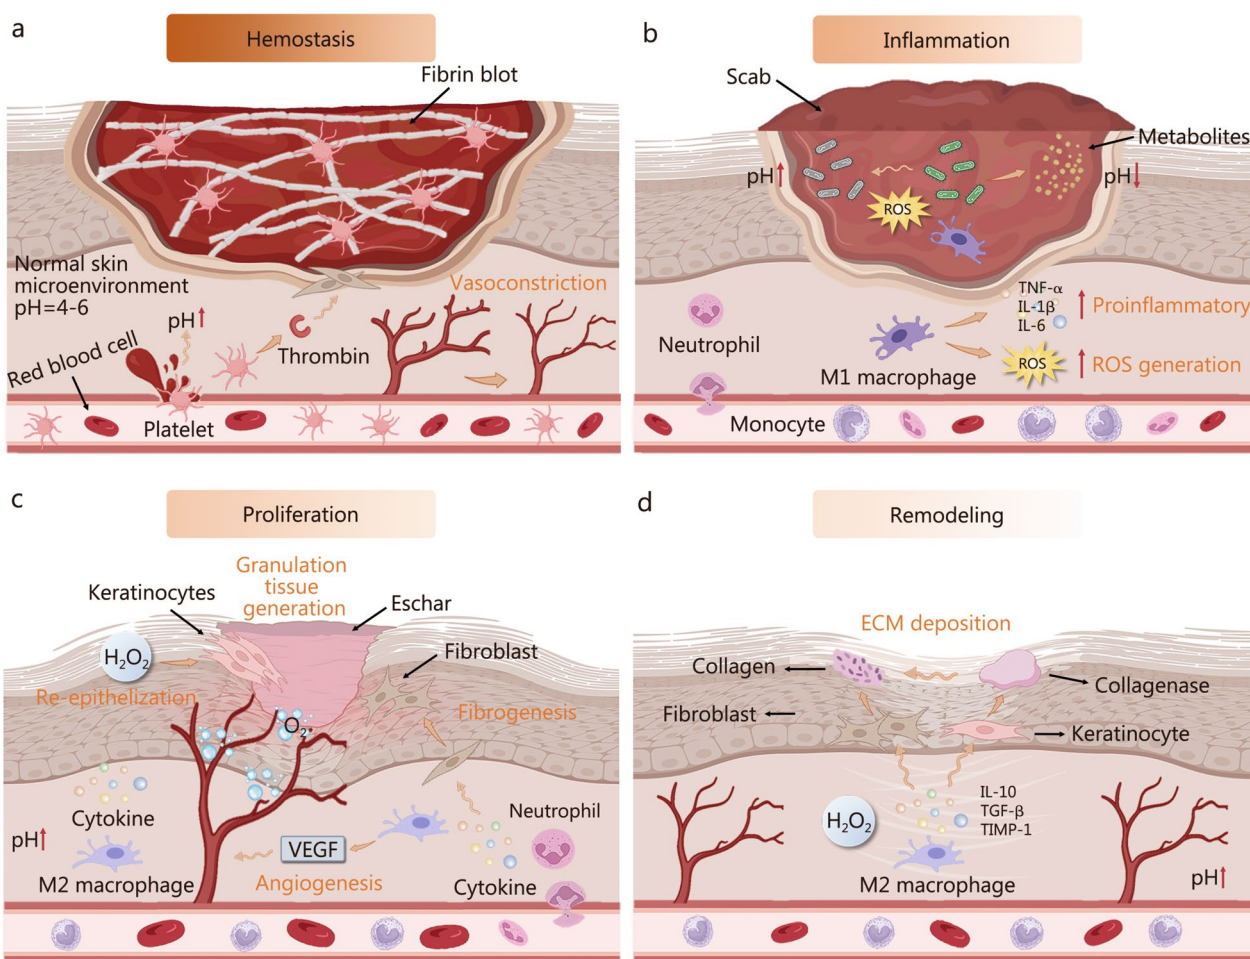 a
Hemostasis
Fibrin blot
Normal skin
microenvironment
pH=4-6
Vasoconstriction
pH↑
Thrombin
Red blood cell
Platelet
b
Inflammation
Scab
Metabolites
pH↑
pH↓
ROS
TNF-α
IL-1β
IL-6
↑ Proinflammatory
Neutrophil
M1 macrophage
ROS
↑ ROS generation
Monocyte
c
Proliferation
Granulation
tissue
generation
Keratinocytes
Eschar
H₂O₂
Fibroblast
Re-epithelization
O₂
Fibrogenesis
Cytokine
pH↑
M2 macrophage
VEGF
Angiogenesis
Neutrophil
Cytokine
d
Remodeling
ECM deposition
Collagen
Collagenase
Fibroblast
Keratinocyte
IL-10
TGF-β
TIMP-1
H₂O₂
M2 macrophage
pH↑